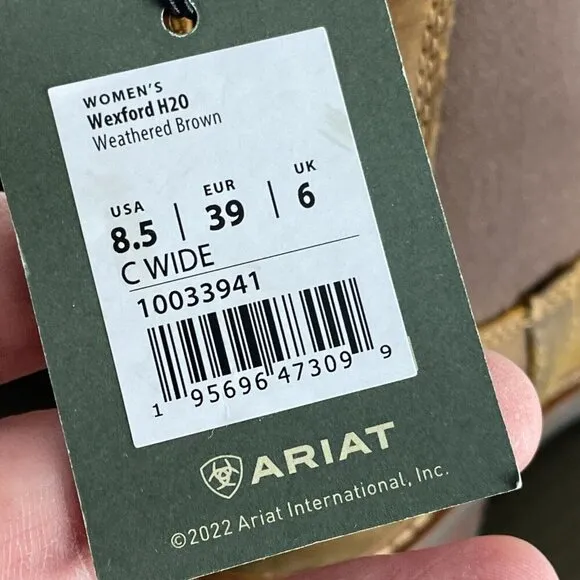 WOMEN'S
Wexford H20
Weathered Brown
USA | EUR | UK
8.5 | 39 | 6
C WIDE
10033941
1 95696 47309 9
ARIAT
©2022 Ariat International, Inc.